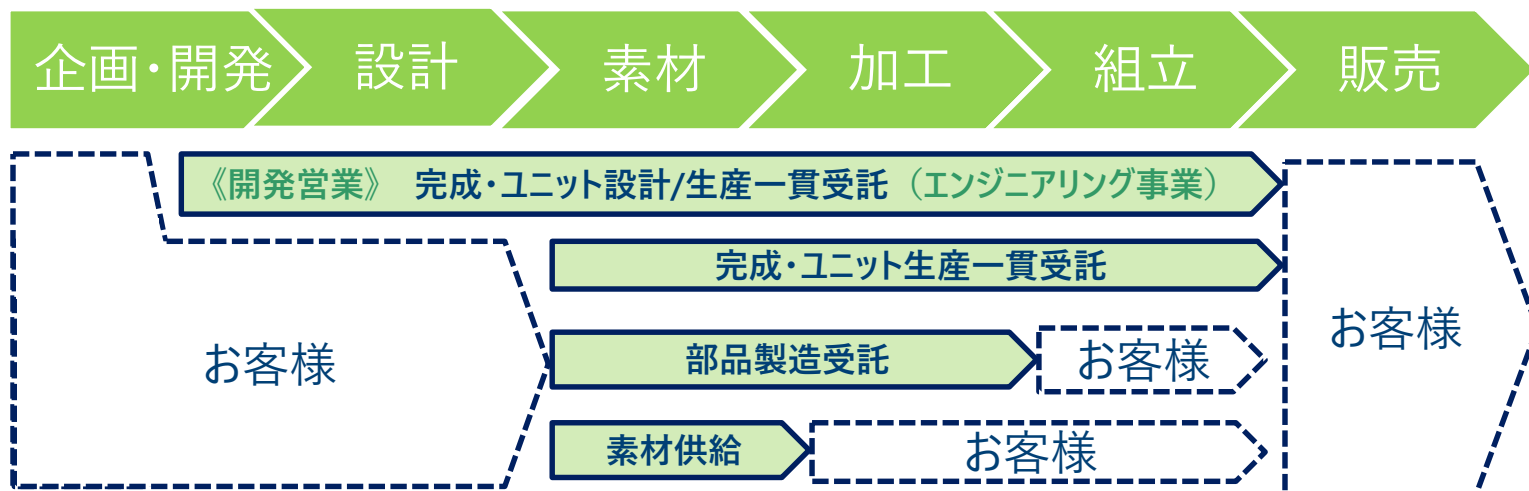 企画・開発
設計
素材
加工
組立
販売
《開発営業》 完成・ユニット設計/生産一貫受託 (エンジニアリング事業)
完成・ユニット生産一貫受託
お客様
お客様
部品製造受託
お客様
素材供給
お客様